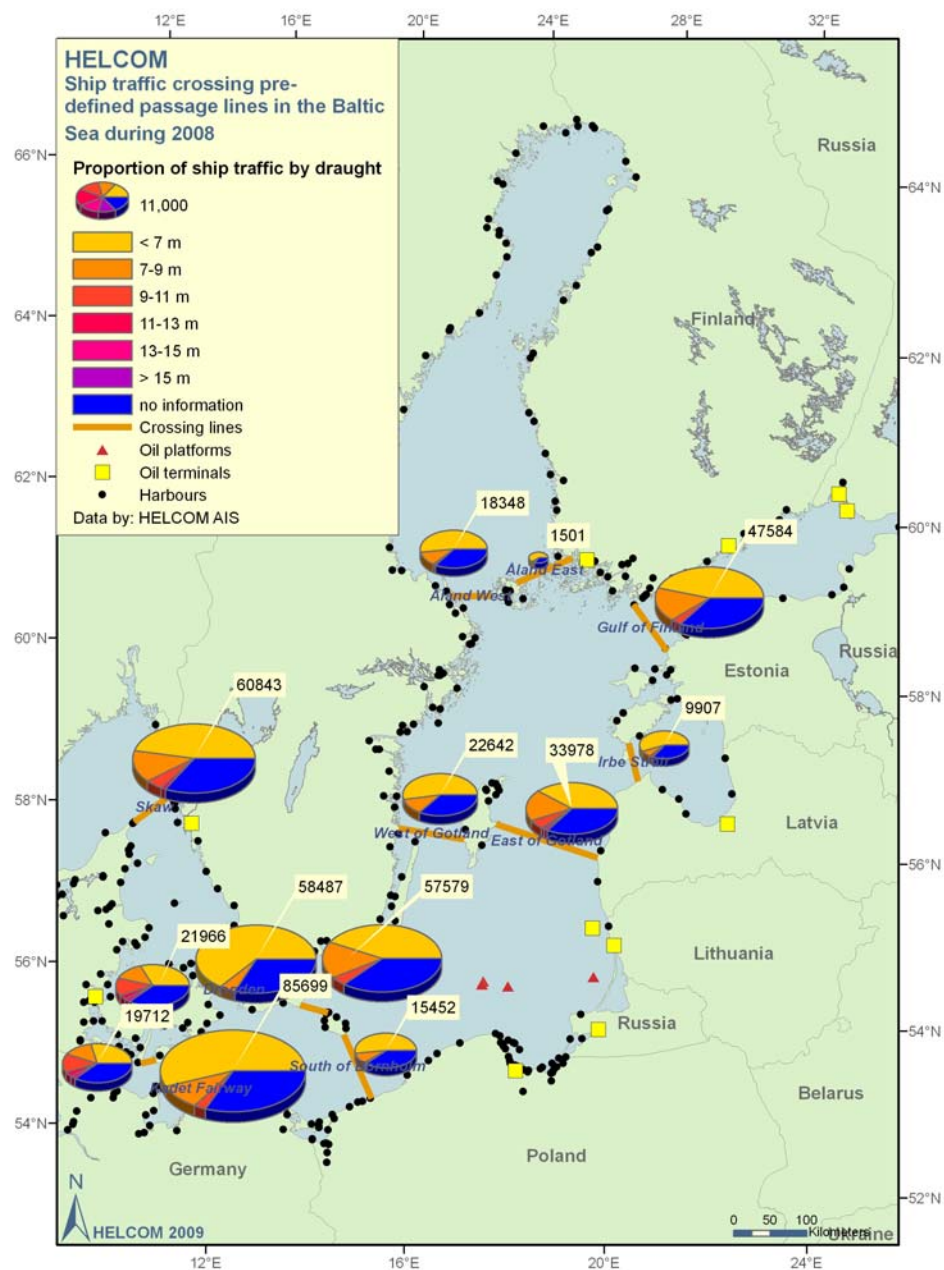 12°E 16°E 20°E 24°E 28°E 32°E
HELCOM
Ship traffic crossing pre-
defined passage lines in the Baltic
Sea during 2008
Proportion of ship traffic by draught
11,000
< 7 m
7-9 m
9-11 m
11-13 m
13-15 m
> 15 m
no information
Crossing lines
Oil platforms
Oil terminals
Harbours
Data by: HELCOM AIS
Russia
66°N
64°N
Finland
64°N
62°N
62°N
18348
1501
47584
60°N
Åland East
Åland West
Gulf of Finland
60°N
Estonia
Russia
60843
58°N
9907
22642
33978
Irbe Strait
58°N
Skaw
Latvia
West of Gotland
East of Gotland
56°N
58487
57579
21966
Lithuania
56°N
85699
15452
19712
Russia
54°N
South of Bornholm
Kadet Fairway
Belarus
54°N
Poland
Germany
N
52°N
HELCOM 2009
0 50 100
Kilometers
Ukraine
12°E 16°E 20°E 24°E